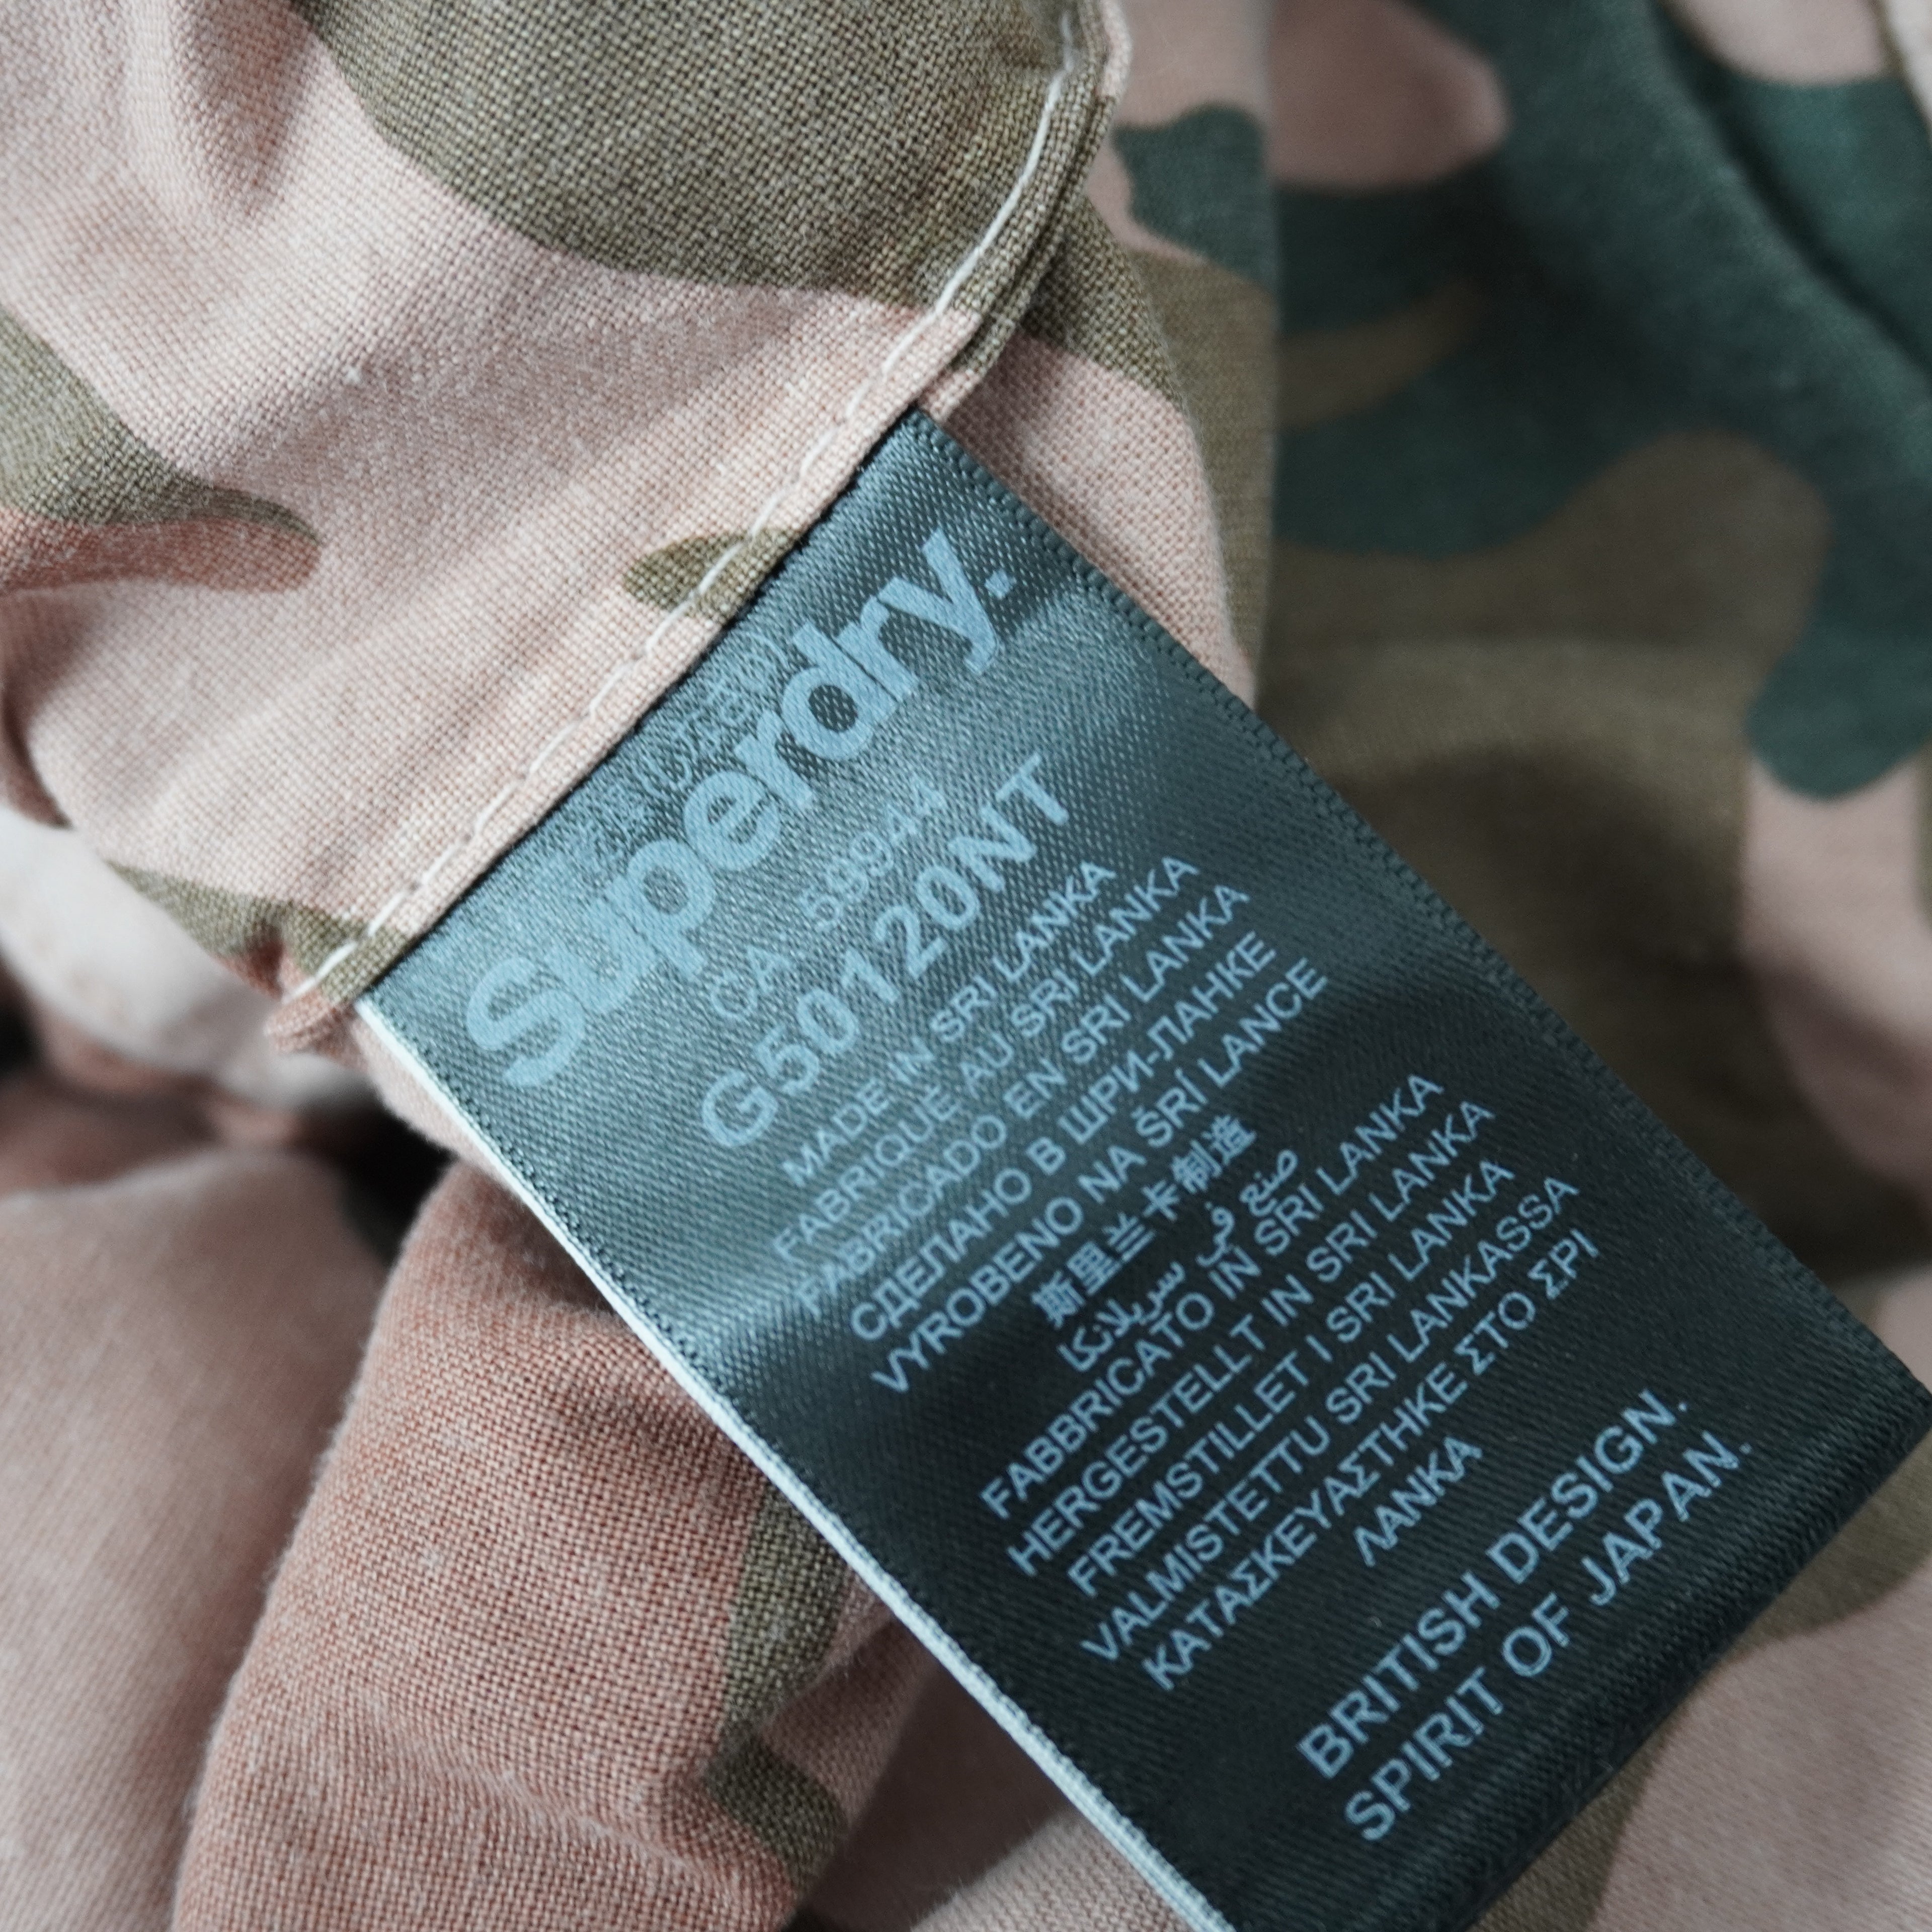 Superdry.
CA 59944
G50120NT
MADE IN SRI LANKA
FABRIQUE AU SRI LANKA
FABRICADO EN SRI LANKA
СДЕЛАНО В ШРИ-ЛАНКЕ
VYROBENO NA ŠRÍ LANCE
斯里兰卡制造
صنع في سريلانكا
FABBRICATO IN SRI LANKA
HERGESTELLT IN SRI LANKA
FREMSTILLET I SRI LANKA
VALMISTETTU SRI LANKASSA
ΚΑΤΑΣΚΕΥΑΣΤΗΚΕ ΣΤΟ ΣΡΙ
ΛΑΝΚΑ
BRITISH DESIGN.
SPIRIT OF JAPAN.